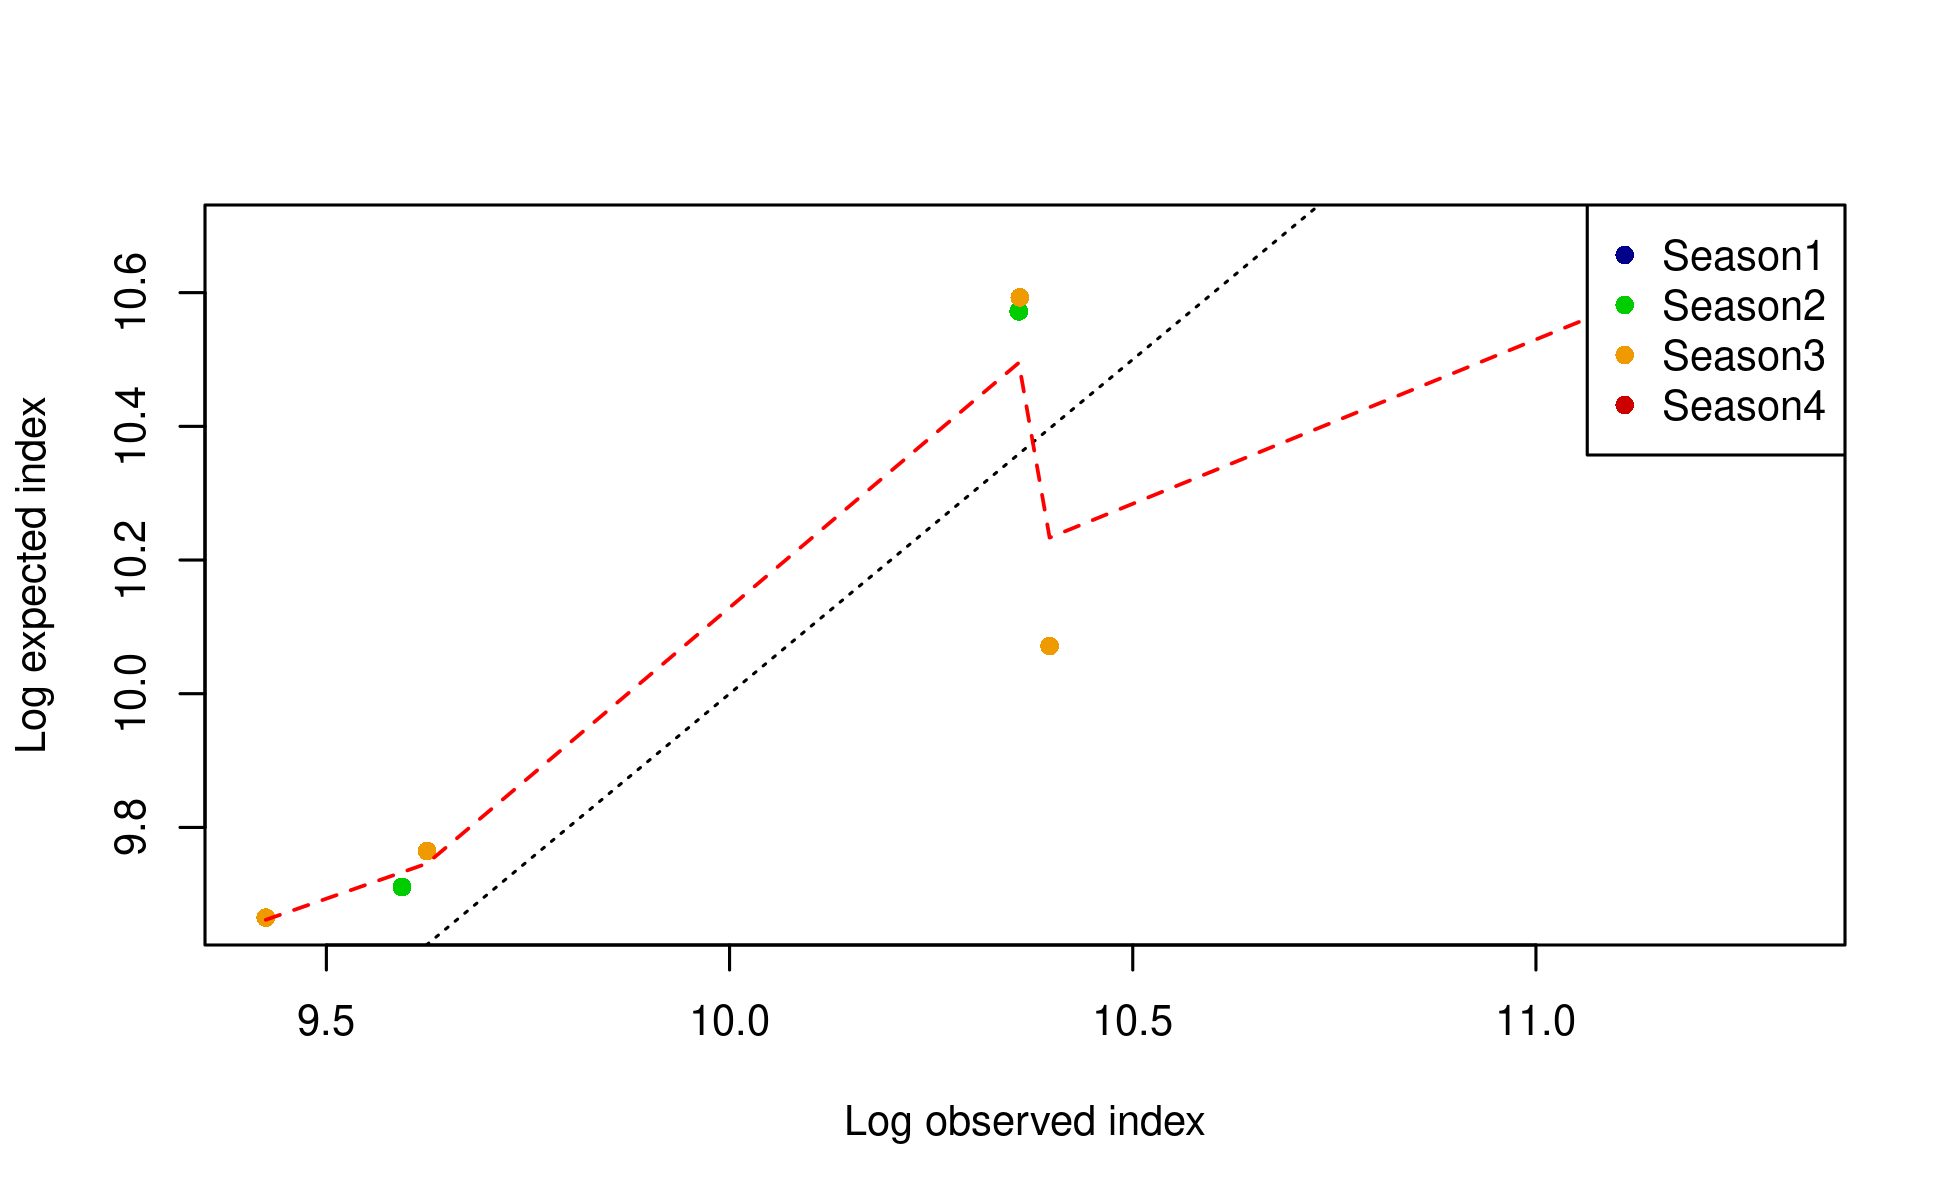 Log expected index
10.6
10.4
10.2
10.0
9.8
Season1
Season2
Season3
Season4
9.5 10.0 10.5 11.0
Log observed index